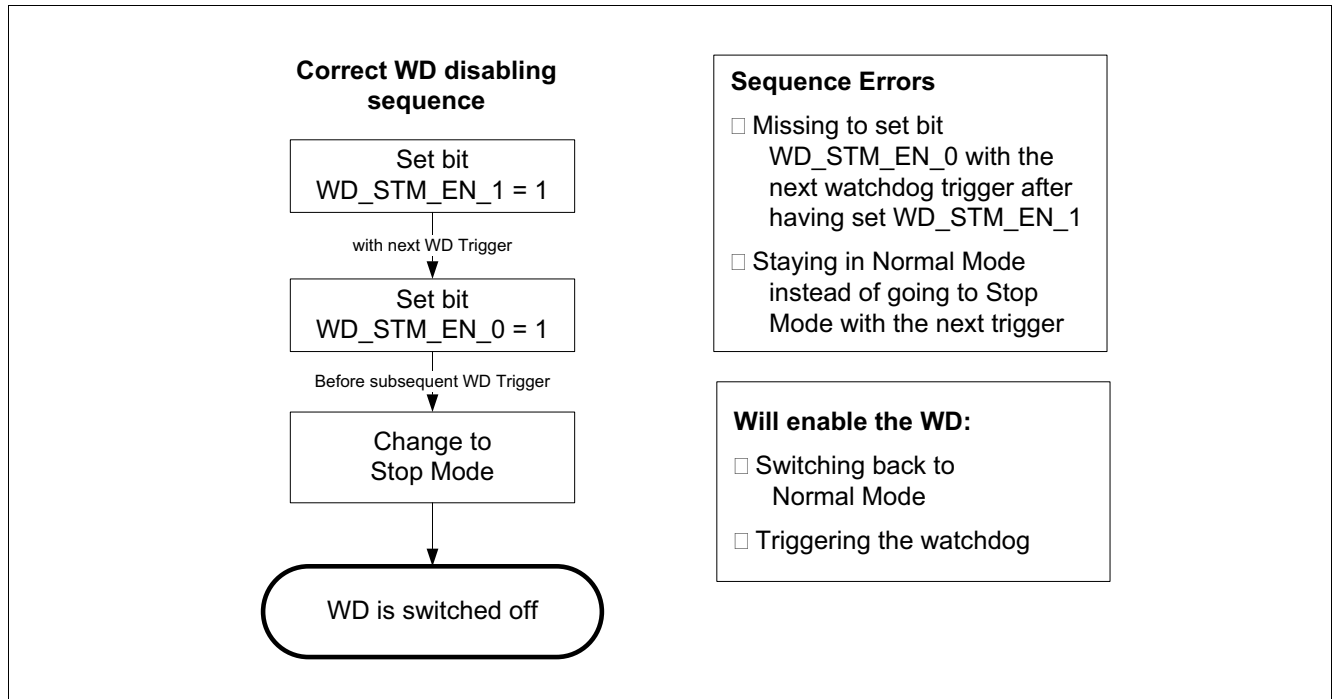 Correct WD disabling
sequence
Set bit
WD_STM_EN_1 = 1
with next WD Trigger
Set bit
WD_STM_EN_0 = 1
Before subsequent WD Trigger
Change to
Stop Mode
WD is switched off
Sequence Errors
□ Missing to set bit
WD_STM_EN_0 with the
next watchdog trigger after
having set WD_STM_EN_1
□ Staying in Normal Mode
instead of going to Stop
Mode with the next trigger
Will enable the WD:
□ Switching back to
Normal Mode
□ Triggering the watchdog